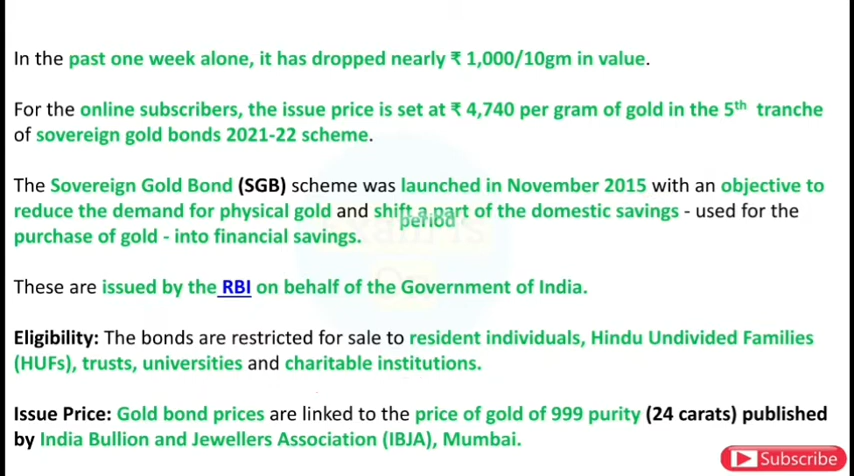 In the past one week alone, it has dropped nearly ₹ 1,000/10gm in value.
For the online subscribers, the issue price is set at ₹ 4,740 per gram of gold in the 5th tranche
of sovereign gold bonds 2021-22 scheme.
The Sovereign Gold Bond (SGB) scheme was launched in November 2015 with an objective to
reduce the demand for physical gold and shift a part of the domestic savings - used for the
period
purchase of gold - into financial savings.
These are issued by the RBI on behalf of the Government of India.
Eligibility: The bonds are restricted for sale to resident individuals, Hindu Undivided Families
(HUFs), trusts, universities and charitable institutions.
Issue Price: Gold bond prices are linked to the price of gold of 999 purity (24 carats) published
by India Bullion and Jewellers Association (IBJA), Mumbai.
Subscribe